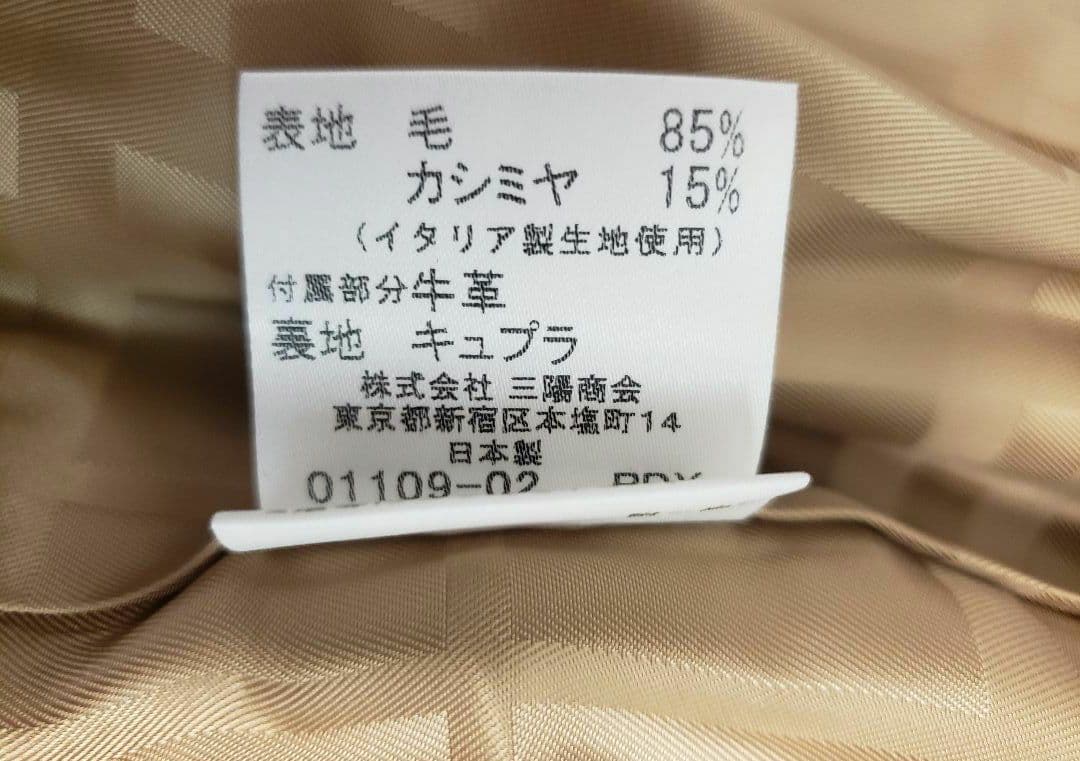 表地 毛 85%
カシミヤ 15%
(イタリア製生地使用)
付属部分 牛革
裏地 キュプラ
株式会社 三陽商会
東京都新宿区本塩町14
日本製
01109-02